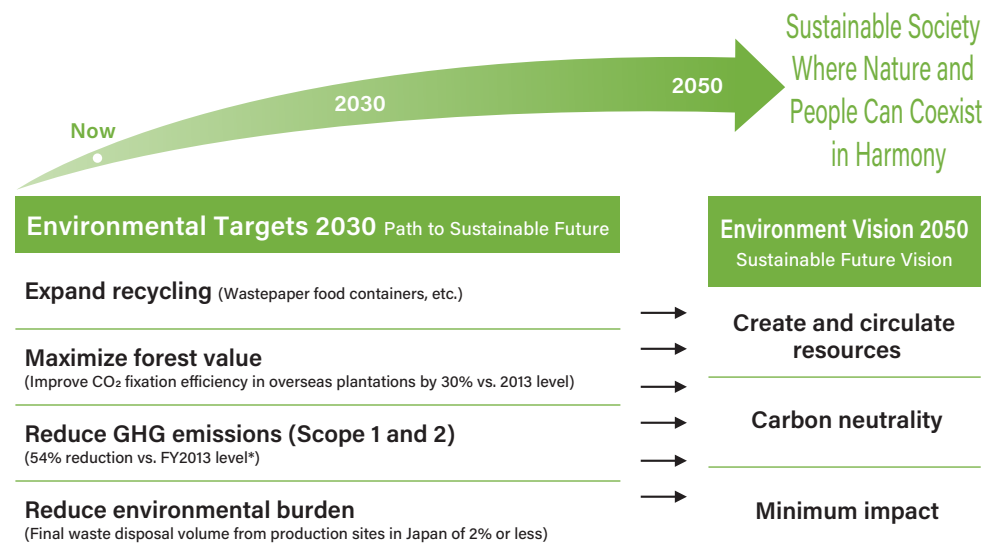 Sustainable Society
Where Nature and
People Can Coexist
in Harmony
2050
2030
Now
Environmental Targets 2030 Path to Sustainable Future
Expand recycling (Wastepaper food containers, etc.)
Maximize forest value
(Improve CO₂ fixation efficiency in overseas plantations by 30% vs. 2013 level)
Reduce GHG emissions (Scope 1 and 2)
(54% reduction vs. FY2013 level*)
Reduce environmental burden
(Final waste disposal volume from production sites in Japan of 2% or less)
Environment Vision 2050
Sustainable Future Vision
Create and circulate
resources
Carbon neutrality
Minimum impact